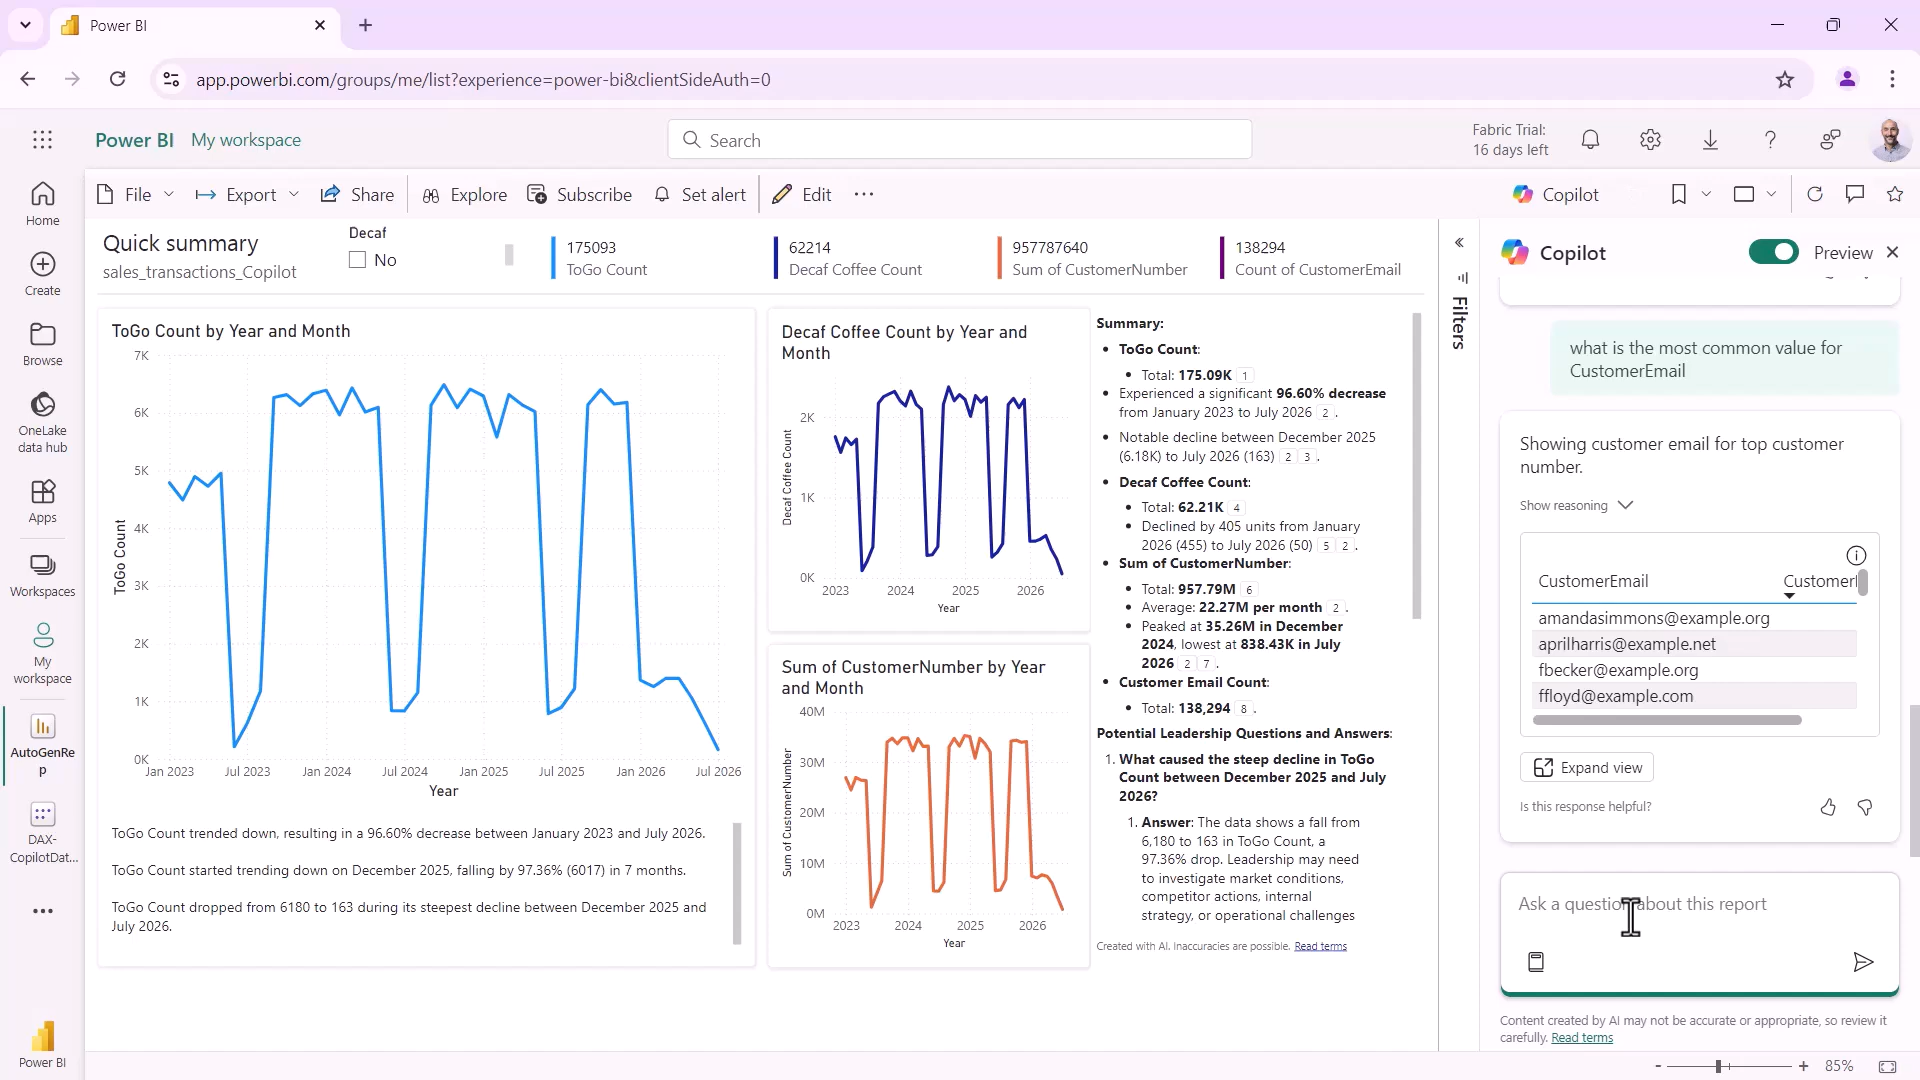 Power BI
app.powerbi.com/groups/me/list?experience=power-bi&clientSideAuth=0
Power BI My workspace
Search
Fabric Trial:
16 days left
File
Export
Share
Explore
Subscribe
Set alert
Edit
Copilot
Home
Create
Browse
OneLake
data hub
Apps
Workspaces
My
workspace
AutoGenRe
p
DAX-
CopilotDat...
Power BI
Quick summary
sales_transactions_Copilot
Decaf
No
175093
ToGo Count
62214
Decaf Coffee Count
957787640
Sum of CustomerNumber
138294
Count of CustomerEmail
ToGo Count by Year and Month
7K
6K
5K
4K
3K
2K
1K
0K
ToGo Count
Jan 2023 Jul 2023 Jan 2024 Jul 2024 Jan 2025 Jul 2025 Jan 2026 Jul 2026
Year
ToGo Count trended down, resulting in a 96.60% decrease between January 2023 and July 2026.
ToGo Count started trending down on December 2025, falling by 97.36% (6017) in 7 months.
ToGo Count dropped from 6180 to 163 during its steepest decline between December 2025 and
July 2026.
Decaf Coffee Count by Year and
Month
2K
1K
0K
Decaf Coffee Count
2023 2024 2025 2026
Year
Sum of CustomerNumber by Year
and Month
40M
30M
20M
10M
0M
Sum of CustomerNumber
2023 2024 2025 2026
Year
Summary:
• ToGo Count:
• Total: 175.09K 1
• Experienced a significant 96.60% decrease
from January 2023 to July 2026 2 .
• Notable decline between December 2025
(6.18K) to July 2026 (163) 2 3 .
• Decaf Coffee Count:
• Total: 62.21K 4
• Declined by 405 units from January
2026 (455) to July 2026 (50) 5 2 .
• Sum of CustomerNumber:
• Total: 957.79M 6
• Average: 22.27M per month 2 .
• Peaked at 35.26M in December
2024, lowest at 838.43K in July
2026 2 7 .
• Customer Email Count:
• Total: 138,294 8 .
Potential Leadership Questions and Answers:
1. What caused the steep decline in ToGo
Count between December 2025 and July
2026?
1. Answer: The data shows a fall from
6,180 to 163 in ToGo Count, a
97.36% drop. Leadership may need
to investigate market conditions,
competitor actions, internal
strategy, or operational challenges
Created with AI. Inaccuracies are possible. Read terms
Filters
Copilot
Preview
what is the most common value for
CustomerEmail
Showing customer email for top customer
number.
Show reasoning
CustomerEmail
amandasimmons@example.org
aprilharris@example.net
fbecker@example.org
ffloyd@example.com
Expand view
Is this response helpful?
Ask a question about this report
Content created by AI may not be accurate or appropriate, so review it
carefully. Read terms
- + 85%